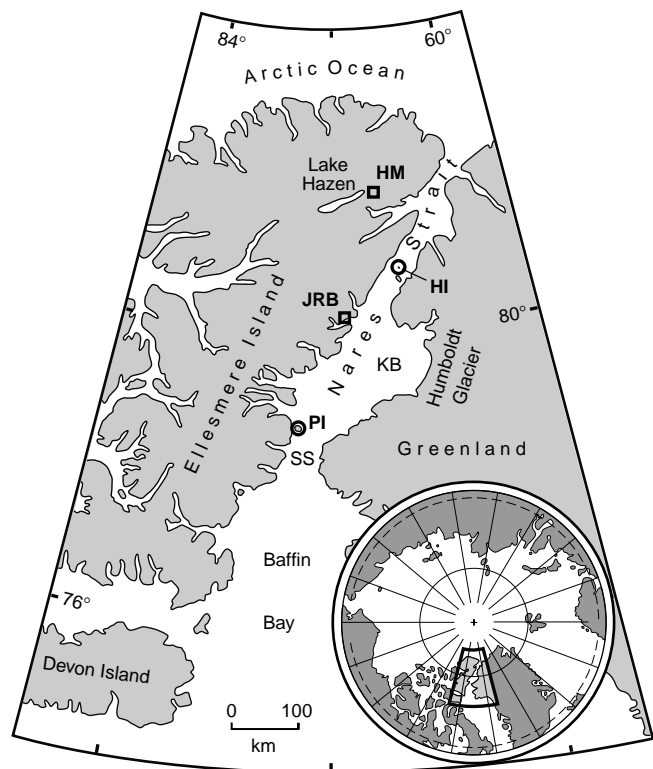 84°
60°
Arctic Ocean
Lake
Hazen
HM
Nares Strait
HI
JRB
80°
Ellesmere Island
KB
Humboldt
Glacier
PI
Greenland
SS
Baffin
76°
Bay
Devon Island
0 100
km